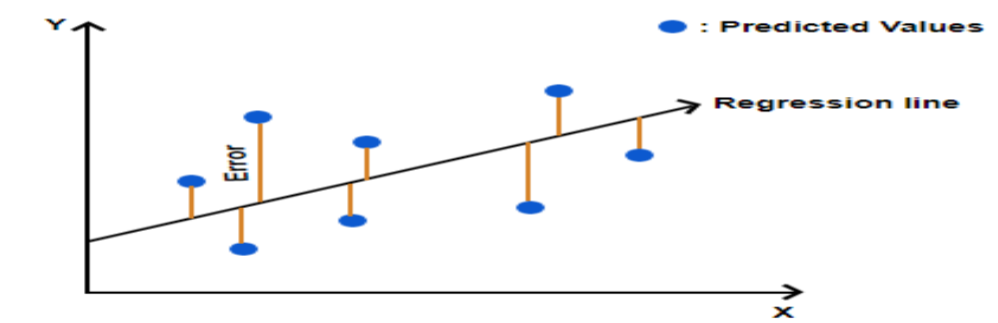 Y
: Predicted Values
Regression line
Error
X